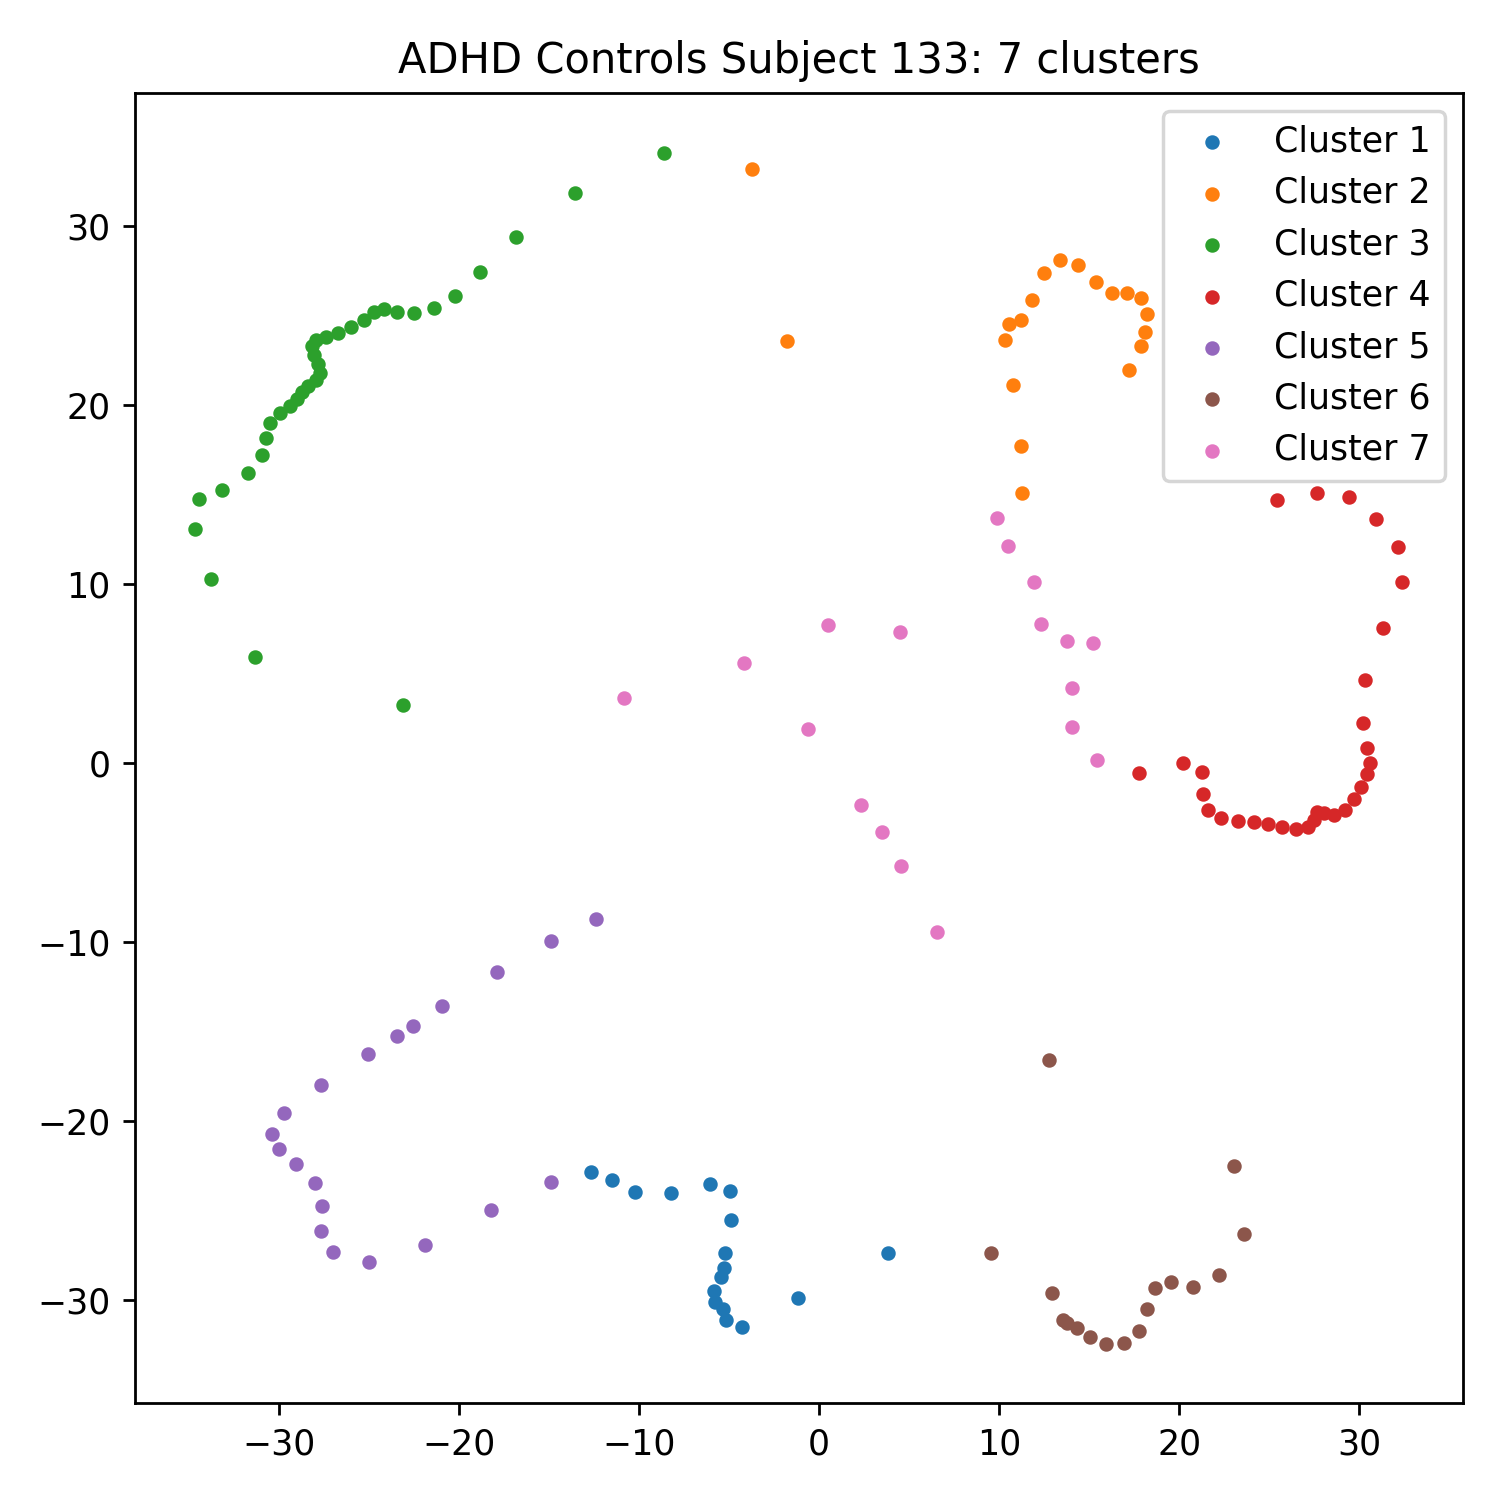 ADHD Controls Subject 133: 7 clusters
Cluster 1
Cluster 2
Cluster 3
Cluster 4
Cluster 5
Cluster 6
Cluster 7
30
20
10
0
−10
−20
−30
−30 −20 −10 0 10 20 30